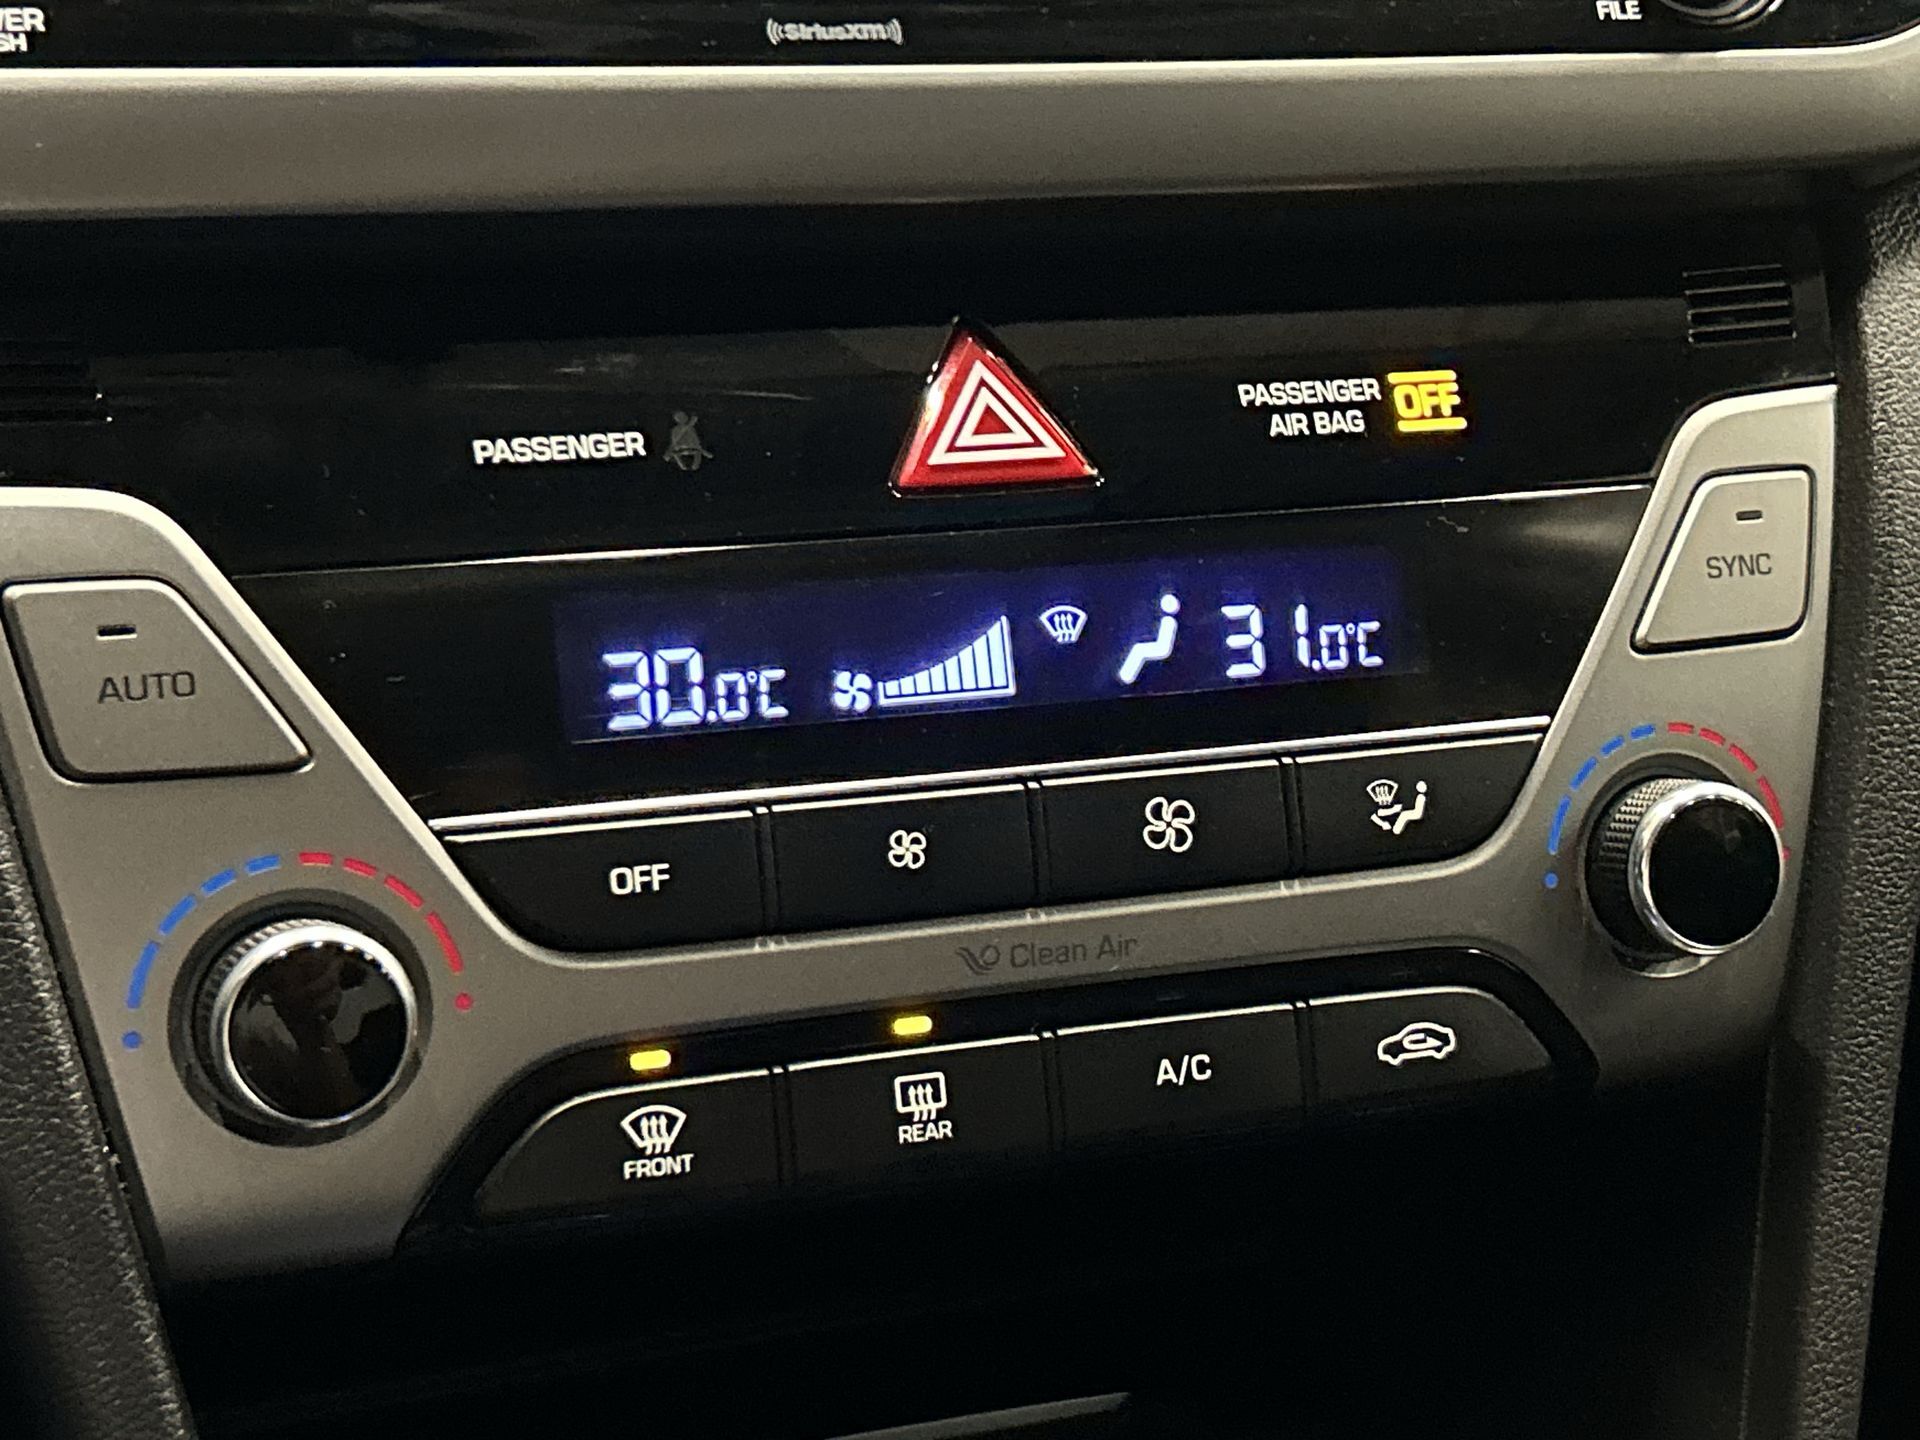 SiriusXM
FILE
PASSENGER
PASSENGER
AIR BAG
OFF
SYNC
AUTO
30.0°C
31.0°C
OFF
Clean Air
FRONT
REAR
A/C